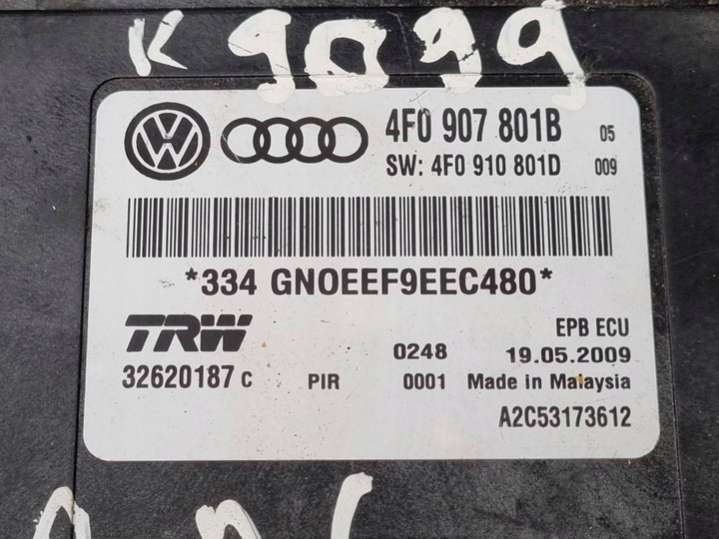 K 9099
4F0 907 801B 05
SW: 4F0 910 801D 009
*334 GN0EEF9EEC480*
TRW EPB ECU
0248 19.05.2009
32620187 C PIR 0001 Made in Malaysia
A2C53173612